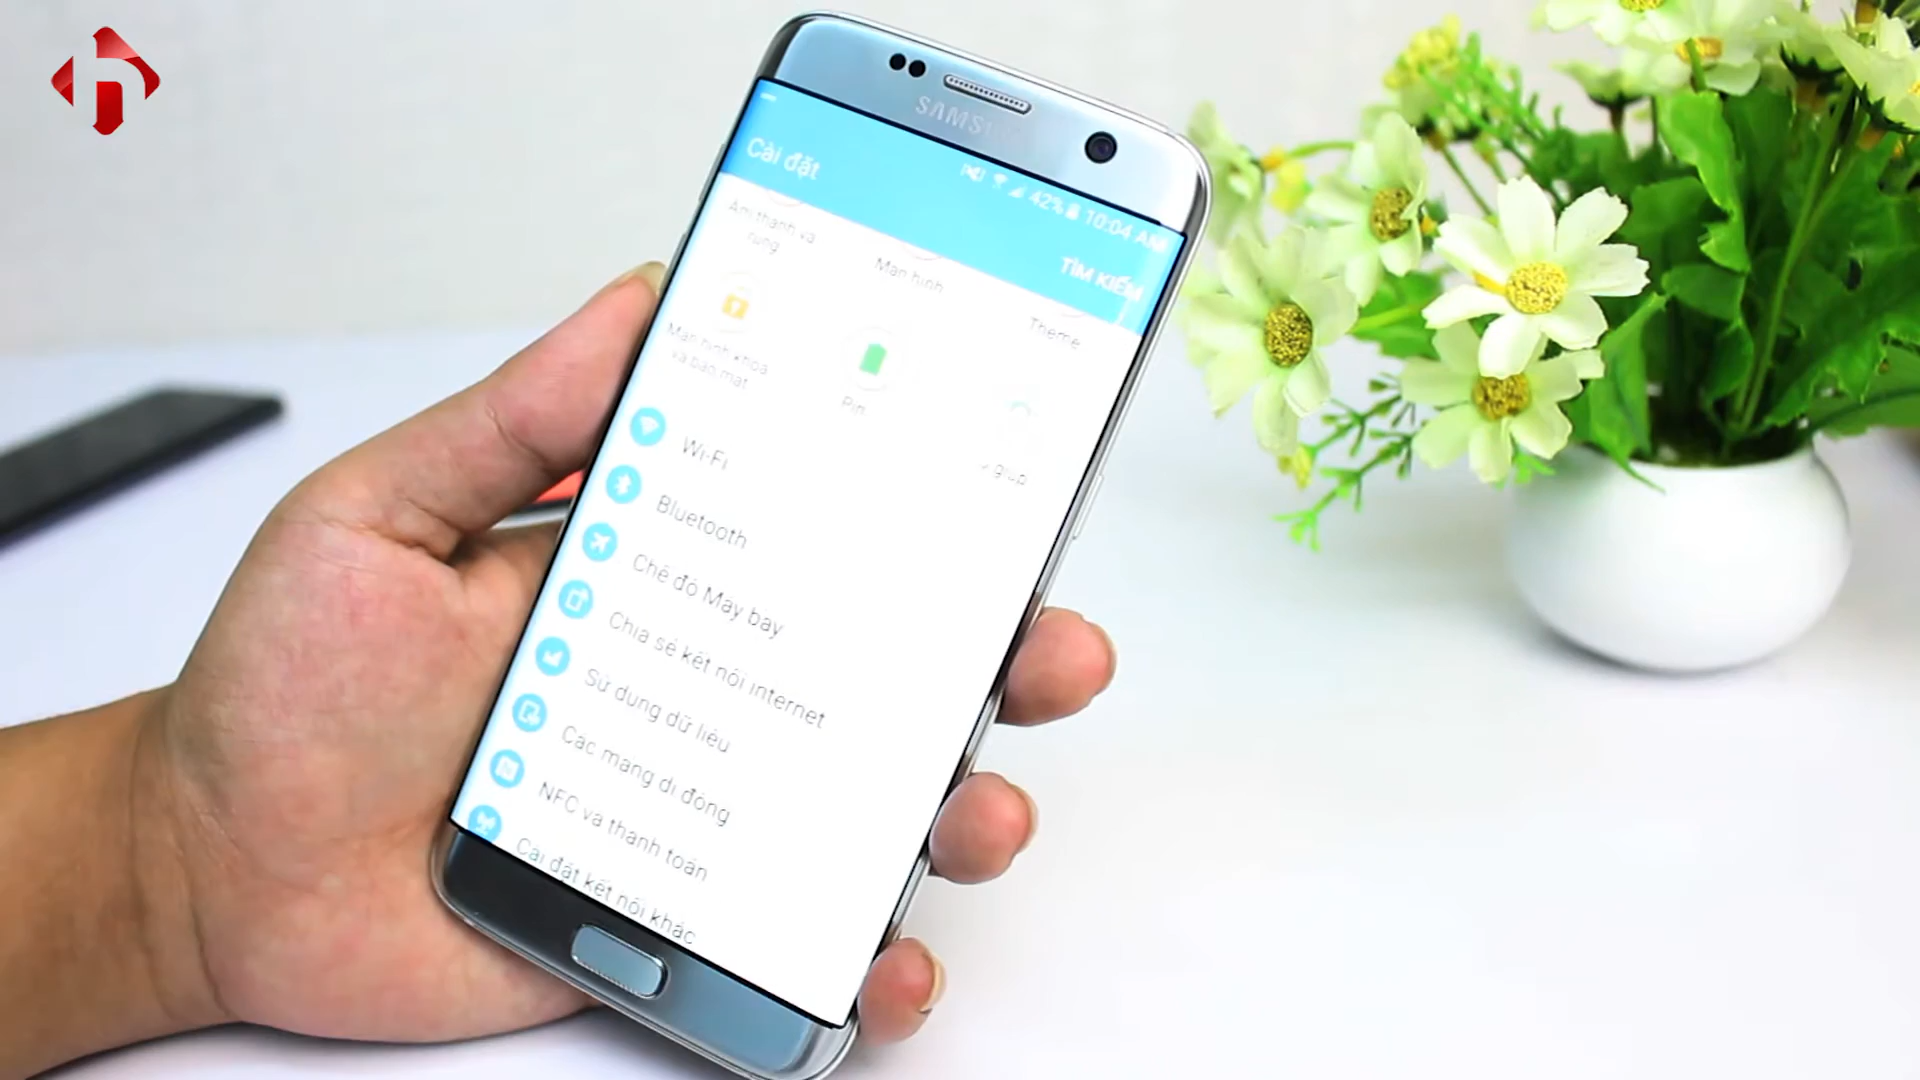 SAMSUNG
42% 10:04 AM
Cài đặt
TÌM KIẾM
Âm thanh và
rung
Màn hình
Theme
Màn hình khóa
và bảo mật
Pin
giúp
Wi-Fi
Bluetooth
Chế độ Máy bay
Chia sẻ kết nối internet
Sử dụng dữ liệu
Các mạng di động
NFC và thanh toán
Cài đặt kết nối khác